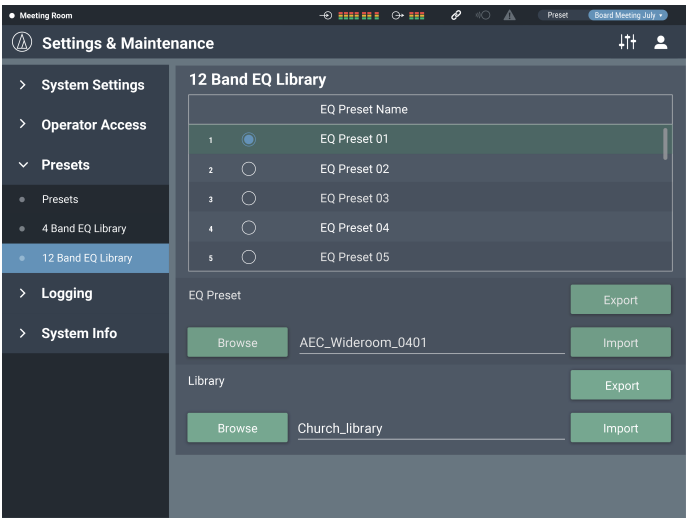 Meeting Room
Preset
Board Meeting July
Settings & Maintenance
System Settings
Operator Access
Presets
Presets
4 Band EQ Library
12 Band EQ Library
Logging
System Info
12 Band EQ Library
EQ Preset Name
1 EQ Preset 01
2 EQ Preset 02
3 EQ Preset 03
4 EQ Preset 04
5 EQ Preset 05
EQ Preset
Export
Browse AEC_Wideroom_0401 Import
Library
Export
Browse Church_library Import